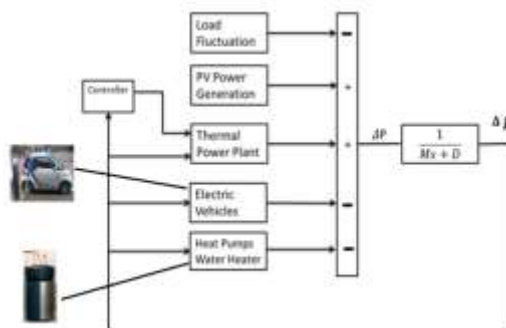 Load
Fluctuation
PV Power
Generation
Controller
Thermal
Power Plant
Electric
Vehicles
Heat Pumps
Water Heater
ΔP
1
Ms + D
Δ f